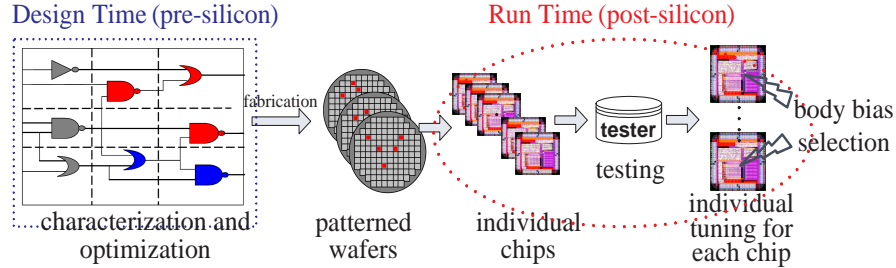 Design Time (pre-silicon)
Run Time (post-silicon)
fabrication
tester
body bias
selection
testing
characterization and
optimization
patterned
wafers
individual
chips
individual
tuning for
each chip